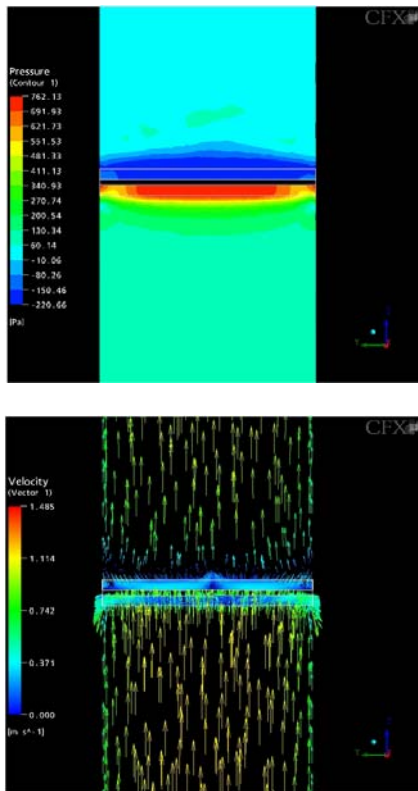 CFX
Pressure
(Contour 1)
762.13
691.93
621.73
551.53
481.33
411.13
340.93
270.74
200.54
130.34
60.14
-10.06
-80.26
-150.46
-220.66
[Pa]
CFX
Velocity
(Vector 1)
1.485
1.114
0.742
0.371
0.000
[m s^-1]